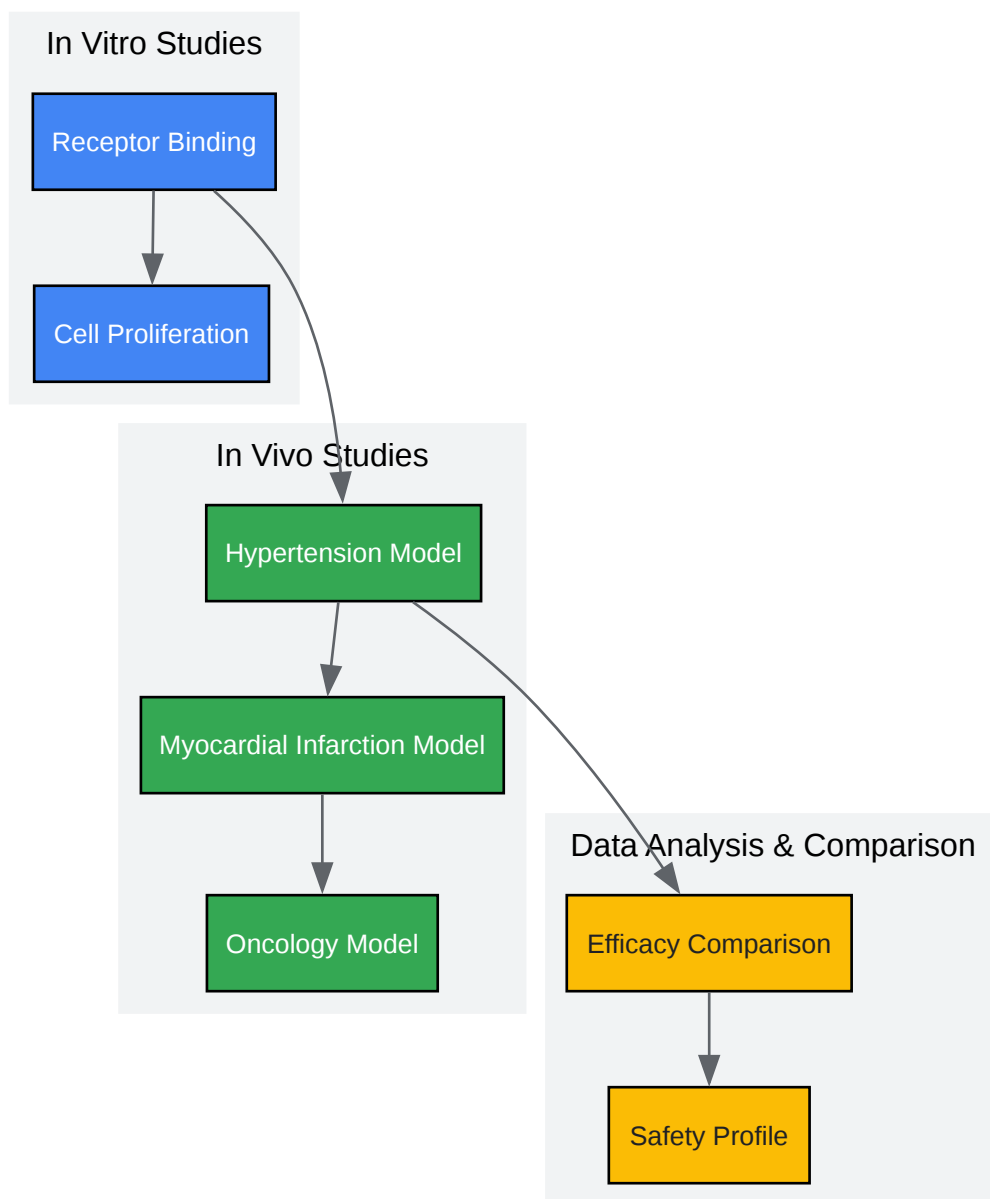 In Vitro Studies
Receptor Binding
Cell Proliferation
In Vivo Studies
Hypertension Model
Myocardial Infarction Model
Oncology Model
Data Analysis & Comparison
Efficacy Comparison
Safety Profile